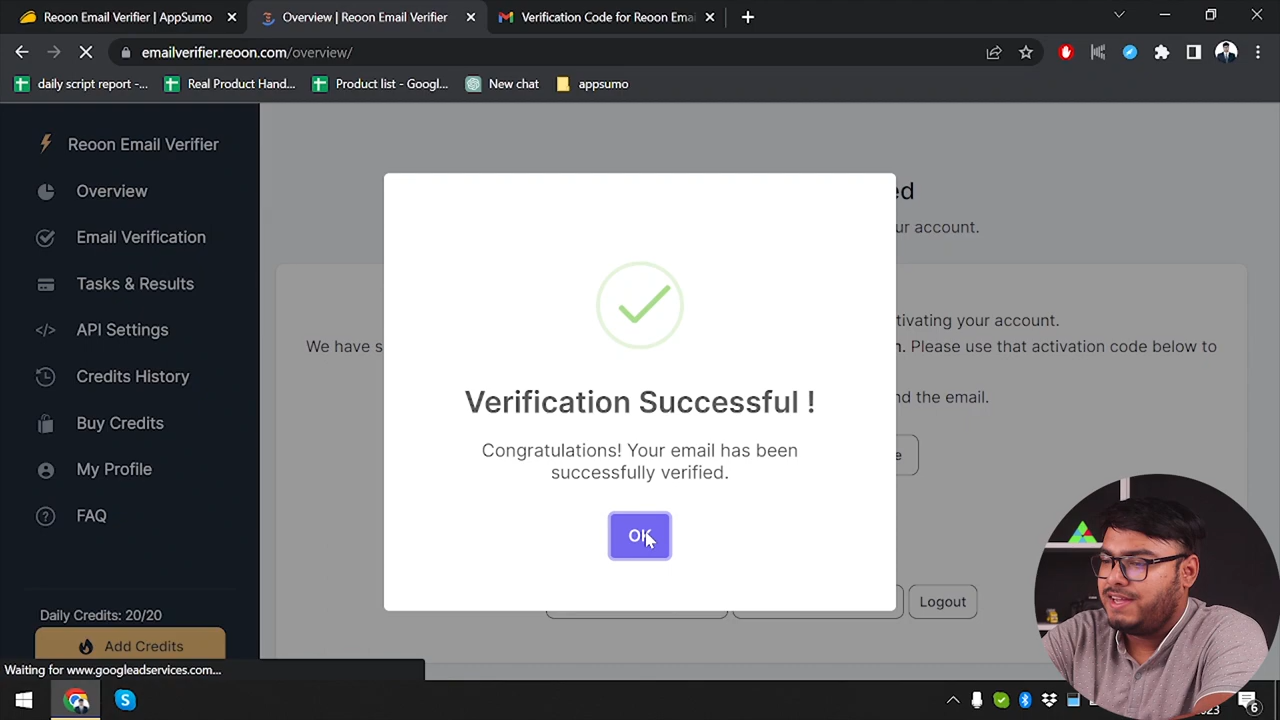 Reoon Email Verifier | AppSumo
Overview | Reoon Email Verifier
Verification Code for Reoon Ema
emailverifier.reoon.com/overview/
daily script report -...
Real Product Hand...
Product list - Googl...
New chat
appsumo
Reoon Email Verifier
Overview
Email Verification
Tasks & Results
API Settings
Credits History
Buy Credits
My Profile
FAQ
Daily Credits: 20/20
Add Credits
ed
ur account.
tivating your account.
We have s
n. Please use that activation code below to
nd the email.
e
Verification Successful !
Congratulations! Your email has been
successfully verified.
OK
Logout
Waiting for www.googleadservices.com...
2023
6